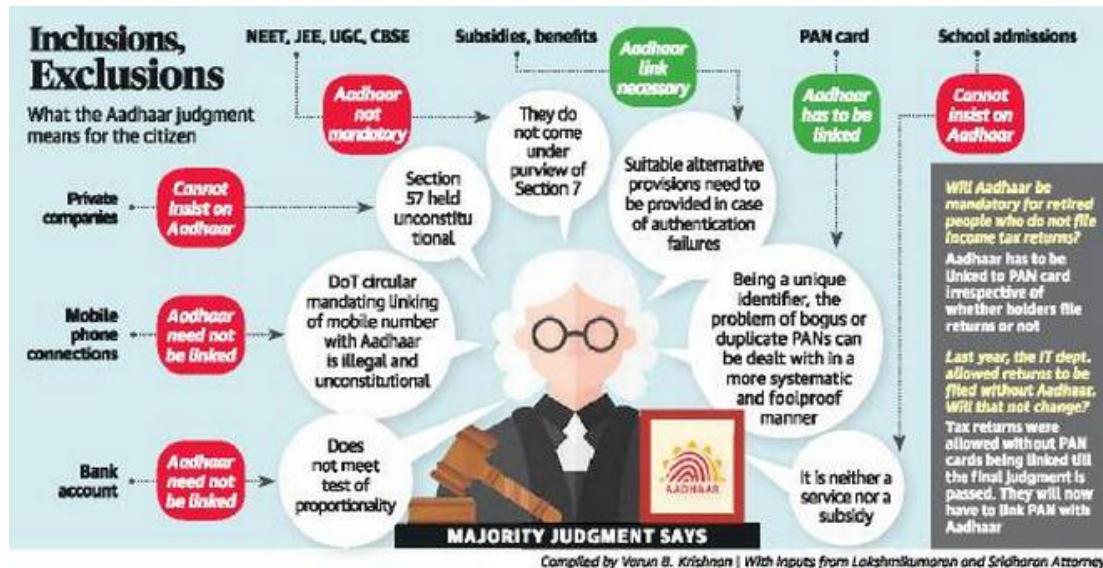 Inclusions,
Exclusions
What the Aadhaar judgment
means for the citizen
NEET, JEE, UGC, CBSE
Aadhaar
not
mandatory
They do
not come
under
purview of
Section 7
Subsidies, benefits
Aadhaar
link
necessary
Suitable alternative
provisions need to
be provided in case
of authentication
failures
PAN card
Aadhaar
has to be
linked
Being a unique
identifier, the
problem of bogus or
duplicate PANs can
be dealt with in a
more systematic
and foolproof
manner
School admissions
Cannot
insist on
Aadhaar
It is neither a
service nor a
subsidy
Private
companies
Cannot
insist on
Aadhaar
Section
57 held
unconstitu
tional
Mobile
phone
connections
Aadhaar
need not
be linked
DoT circular
mandating linking
of mobile number
with Aadhaar
is illegal and
unconstitutional
Bank
account
Aadhaar
need not
be linked
Does
not meet
test of
proportionality
AADHAAR
MAJORITY JUDGMENT SAYS
Will Aadhaar be
mandatory for retired
people who do not file
income tax returns?
Aadhaar has to be
linked to PAN card
irrespective of
whether holders file
returns or not
Last year, the IT dept.
allowed returns to be
filed without Aadhaar.
Will that not change?
Tax returns were
allowed without PAN
cards being linked till
the final judgment is
passed. They will now
have to link PAN with
Aadhaar
Compiled by Varun B. Krishnan | With inputs from Lakshmikumaran and Sridharan Attorney